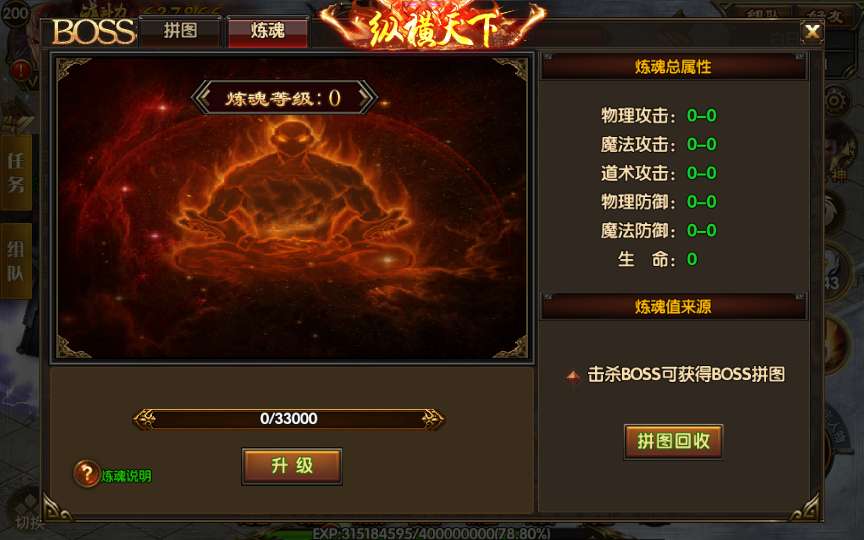 200
BOSS
拼图
炼魂
纵横天下
炼魂等级：0
0/33000
炼魂说明
升级
炼魂总属性
物理攻击：0-0
魔法攻击：0-0
道术攻击：0-0
物理防御：0-0
魔法防御：0-0
生 命：0
炼魂值来源
击杀BOSS可获得BOSS拼图
拼图回收
任务
组队
切换
EXP:315184595/400000000(78.80%)